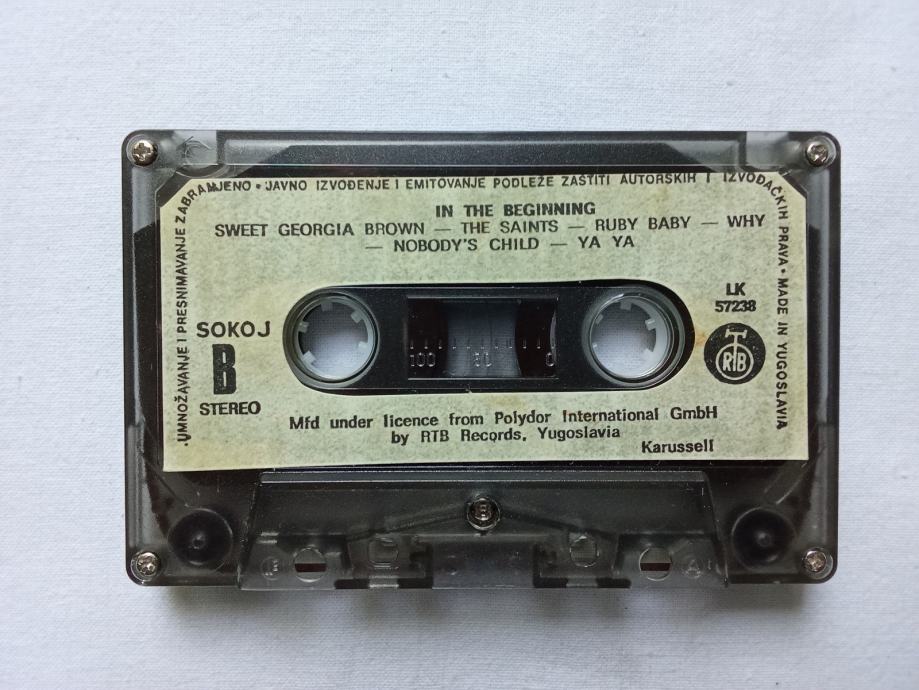 UMNOŽAVANJE I PRESNIMAVANJE ZABRAMJENO • JAVNO IZVOĐENJE I EMITOVANJE PODLEŽE ZAŠTITI AUTORSKIH I IZVOĐAČKIH PRAVA • MADE IN YUGOSLAVIA
IN THE BEGINNING
SWEET GEORGIA BROWN — THE SAINTS — RUBY BABY — WHY
— NOBODY'S CHILD — YA YA
LK
57238
SOKOJ
B
STEREO
RTB
100 50 0
Mfd under licence from Polydor International GmbH
by RTB Records, Yugoslavia
Karussell
B A